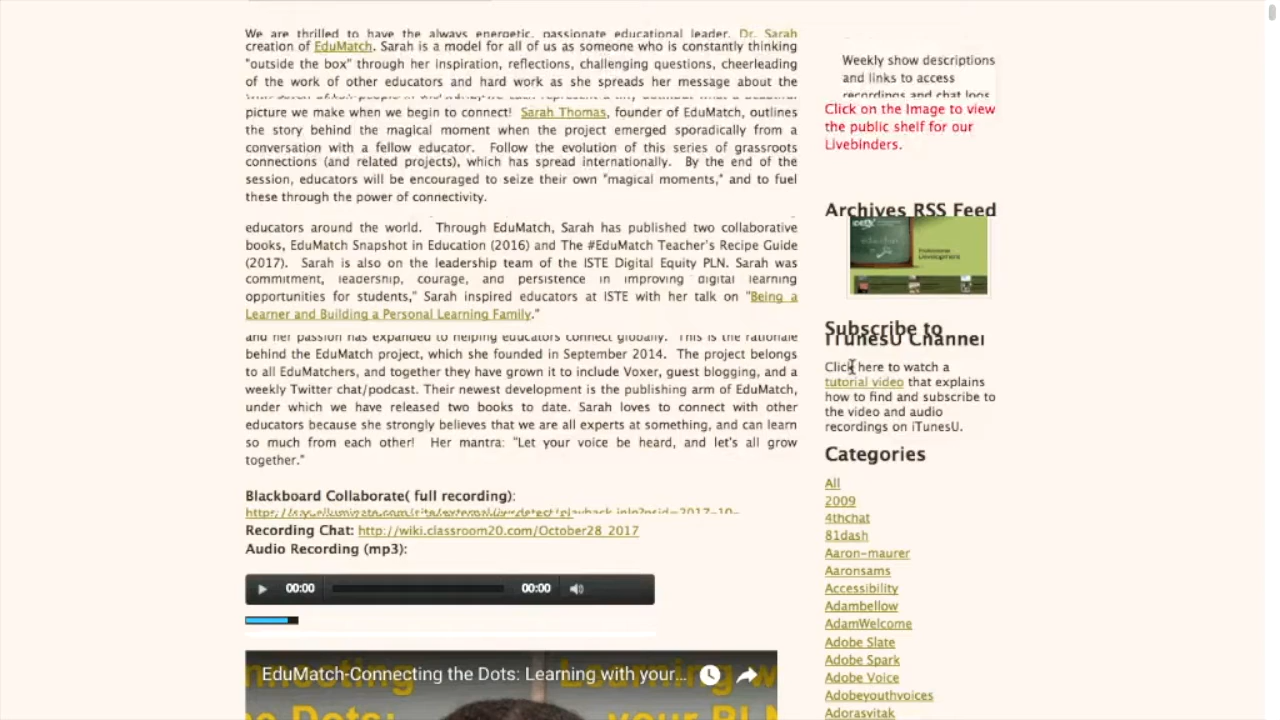 We are thrilled to have the always energetic, passionate educational leader, Dr. Sarah
creation of EduMatch. Sarah is a model for all of us as someone who is constantly thinking
"outside the box" through her inspiration, reflections, challenging questions, cheerleading
of the work of other educators and hard work as she spreads her message about the
picture we make when we begin to connect! Sarah Thomas, founder of EduMatch, outlines
the story behind the magical moment when the project emerged sporadically from a
conversation with a fellow educator. Follow the evolution of this series of grassroots
connections (and related projects), which has spread internationally. By the end of the
session, educators will be encouraged to seize their own "magical moments," and to fuel
these through the power of connectivity.
educators around the world. Through EduMatch, Sarah has published two collaborative
books, EduMatch Snapshot in Education (2016) and The #EduMatch Teacher's Recipe Guide
(2017). Sarah is also on the leadership team of the ISTE Digital Equity PLN. Sarah was
commitment, leadership, courage, and persistence in improving digital learning
opportunities for students," Sarah inspired educators at ISTE with her talk on "Being a
Learner and Building a Personal Learning Family."
and her passion has expanded to helping educators connect globally. This is the rationale
behind the EduMatch project, which she founded in September 2014. The project belongs
to all EduMatchers, and together they have grown it to include Voxer, guest blogging, and a
weekly Twitter chat/podcast. Their newest development is the publishing arm of EduMatch,
under which we have released two books to date. Sarah loves to connect with other
educators because she strongly believes that we are all experts at something, and can learn
so much from each other! Her mantra: "Let your voice be heard, and let's all grow
together."
Blackboard Collaborate( full recording):
Recording Chat: http://wiki.classroom20.com/October28_2017
Audio Recording (mp3):
00:00 00:00
EduMatch-Connecting the Dots: Learning with your...
Weekly show descriptions
and links to access
recordings and chat logs
Click on the Image to view
the public shelf for our
Livebinders.
Archives RSS Feed
Subscribe to
iTunesU Channel
Click here to watch a
tutorial video that explains
how to find and subscribe to
the video and audio
recordings on iTunesU.
Categories
All
2009
4thchat
81dash
Aaron-maurer
Aaronsams
Accessibility
Adambellow
AdamWelcome
Adobe Slate
Adobe Spark
Adobe Voice
Adobeyouthvoices
Adorasvitak